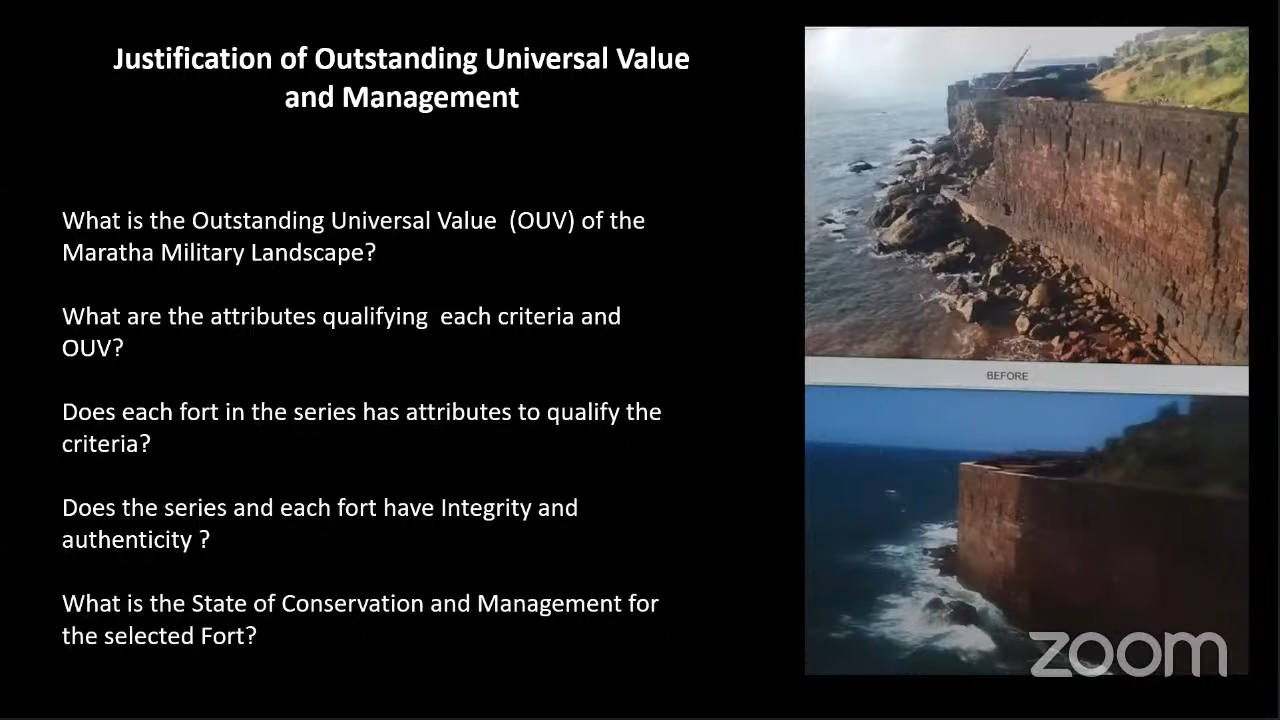 Justification of Outstanding Universal Value
and Management
What is the Outstanding Universal Value (OUV) of the
Maratha Military Landscape?
What are the attributes qualifying each criteria and
OUV?
Does each fort in the series has attributes to qualify the
criteria?
Does the series and each fort have Integrity and
authenticity ?
What is the State of Conservation and Management for
the selected Fort?
BEFORE
zoom